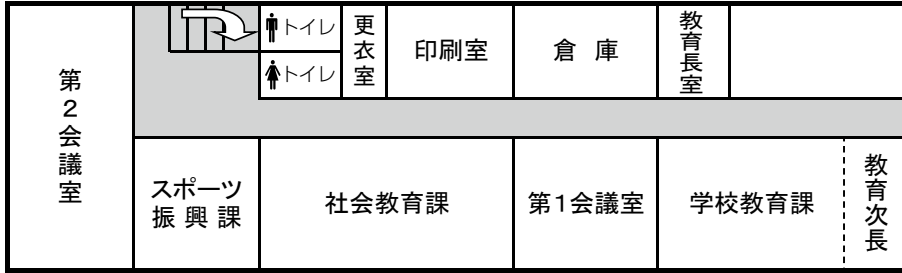 第2会議室
トイレ
トイレ
更衣室
印刷室
倉庫
教育長室
スポーツ
振興課
社会教育課
第1会議室
学校教育課
教育次長